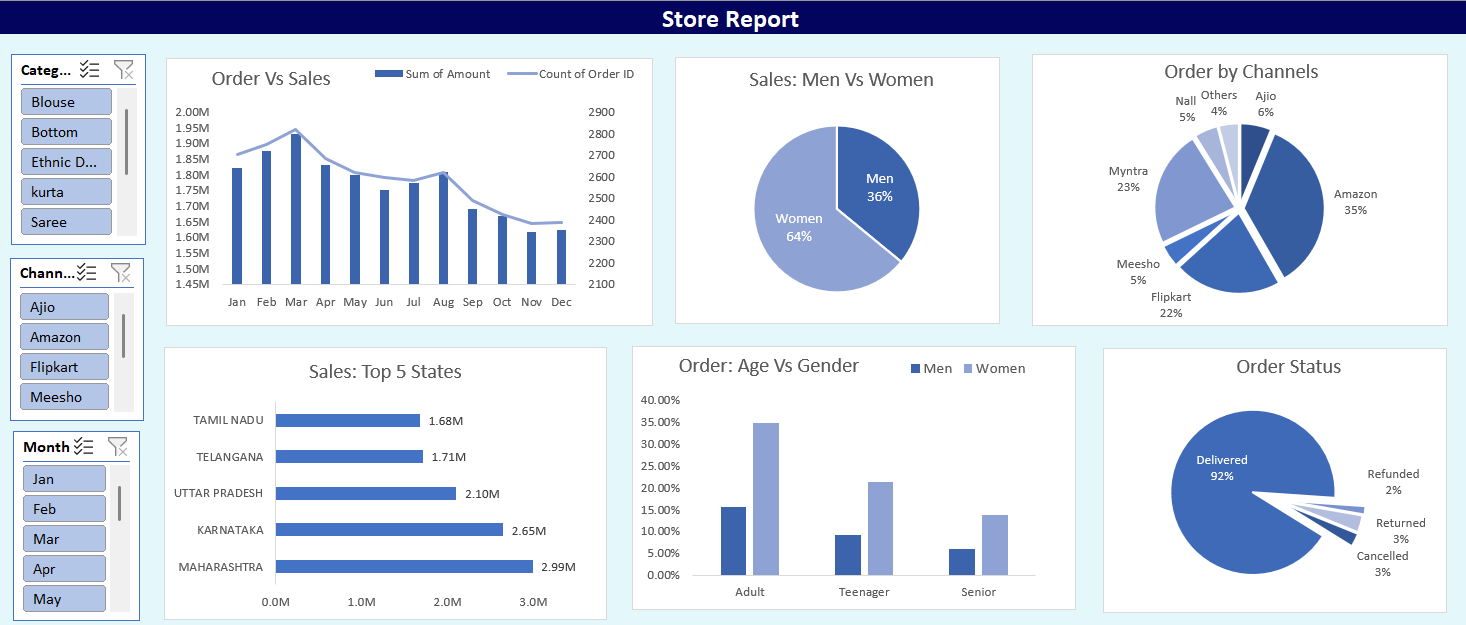 Store Report
Categ...
Blouse
Bottom
Ethnic D...
kurta
Saree
Chann...
Ajio
Amazon
Flipkart
Meesho
Month
Jan
Feb
Mar
Apr
May
Order Vs Sales
Sum of Amount
Count of Order ID
2.00M
1.95M
1.90M
1.85M
1.80M
1.75M
1.70M
1.65M
1.60M
1.55M
1.50M
1.45M
2900
2800
2700
2600
2500
2400
2300
2200
2100
Jan Feb Mar Apr May Jun Jul Aug Sep Oct Nov Dec
Sales: Men Vs Women
Men
36%
Women
64%
Order by Channels
Nall
5%
Others
4%
Ajio
6%
Myntra
23%
Amazon
35%
Meesho
5%
Flipkart
22%
Sales: Top 5 States
TAMIL NADU 1.68M
TELANGANA 1.71M
UTTAR PRADESH 2.10M
KARNATAKA 2.65M
MAHARASHTRA 2.99M
0.0M 1.0M 2.0M 3.0M
Order: Age Vs Gender
Men Women
40.00%
35.00%
30.00%
25.00%
20.00%
15.00%
10.00%
5.00%
0.00%
Adult Teenager Senior
Order Status
Delivered
92%
Refunded
2%
Returned
3%
Cancelled
3%